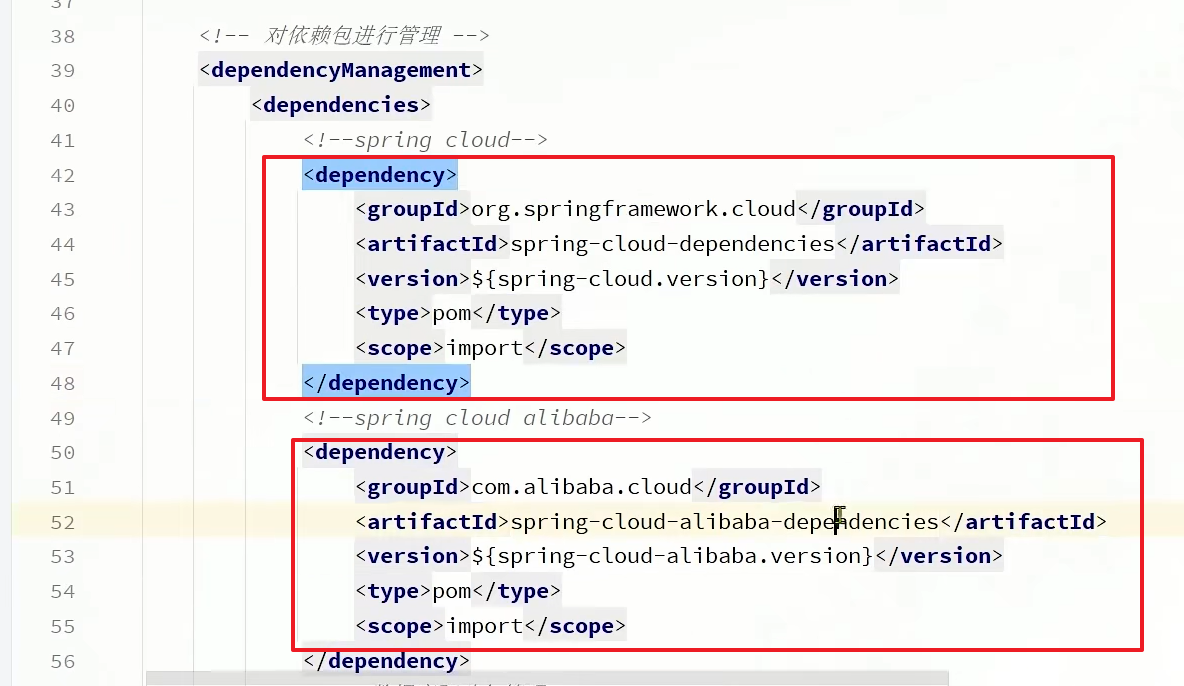 37
38 <!-- 对依赖包进行管理 -->
39 <dependencyManagement>
40 <dependencies>
41 <!--spring cloud-->
42 <dependency>
43 <groupId>org.springframework.cloud</groupId>
44 <artifactId>spring-cloud-dependencies</artifactId>
45 <version>${spring-cloud.version}</version>
46 <type>pom</type>
47 <scope>import</scope>
48 </dependency>
49 <!--spring cloud alibaba-->
50 <dependency>
51 <groupId>com.alibaba.cloud</groupId>
52 <artifactId>spring-cloud-alibaba-dependencies</artifactId>
53 <version>${spring-cloud-alibaba.version}</version>
54 <type>pom</type>
55 <scope>import</scope>
56 </dependency>